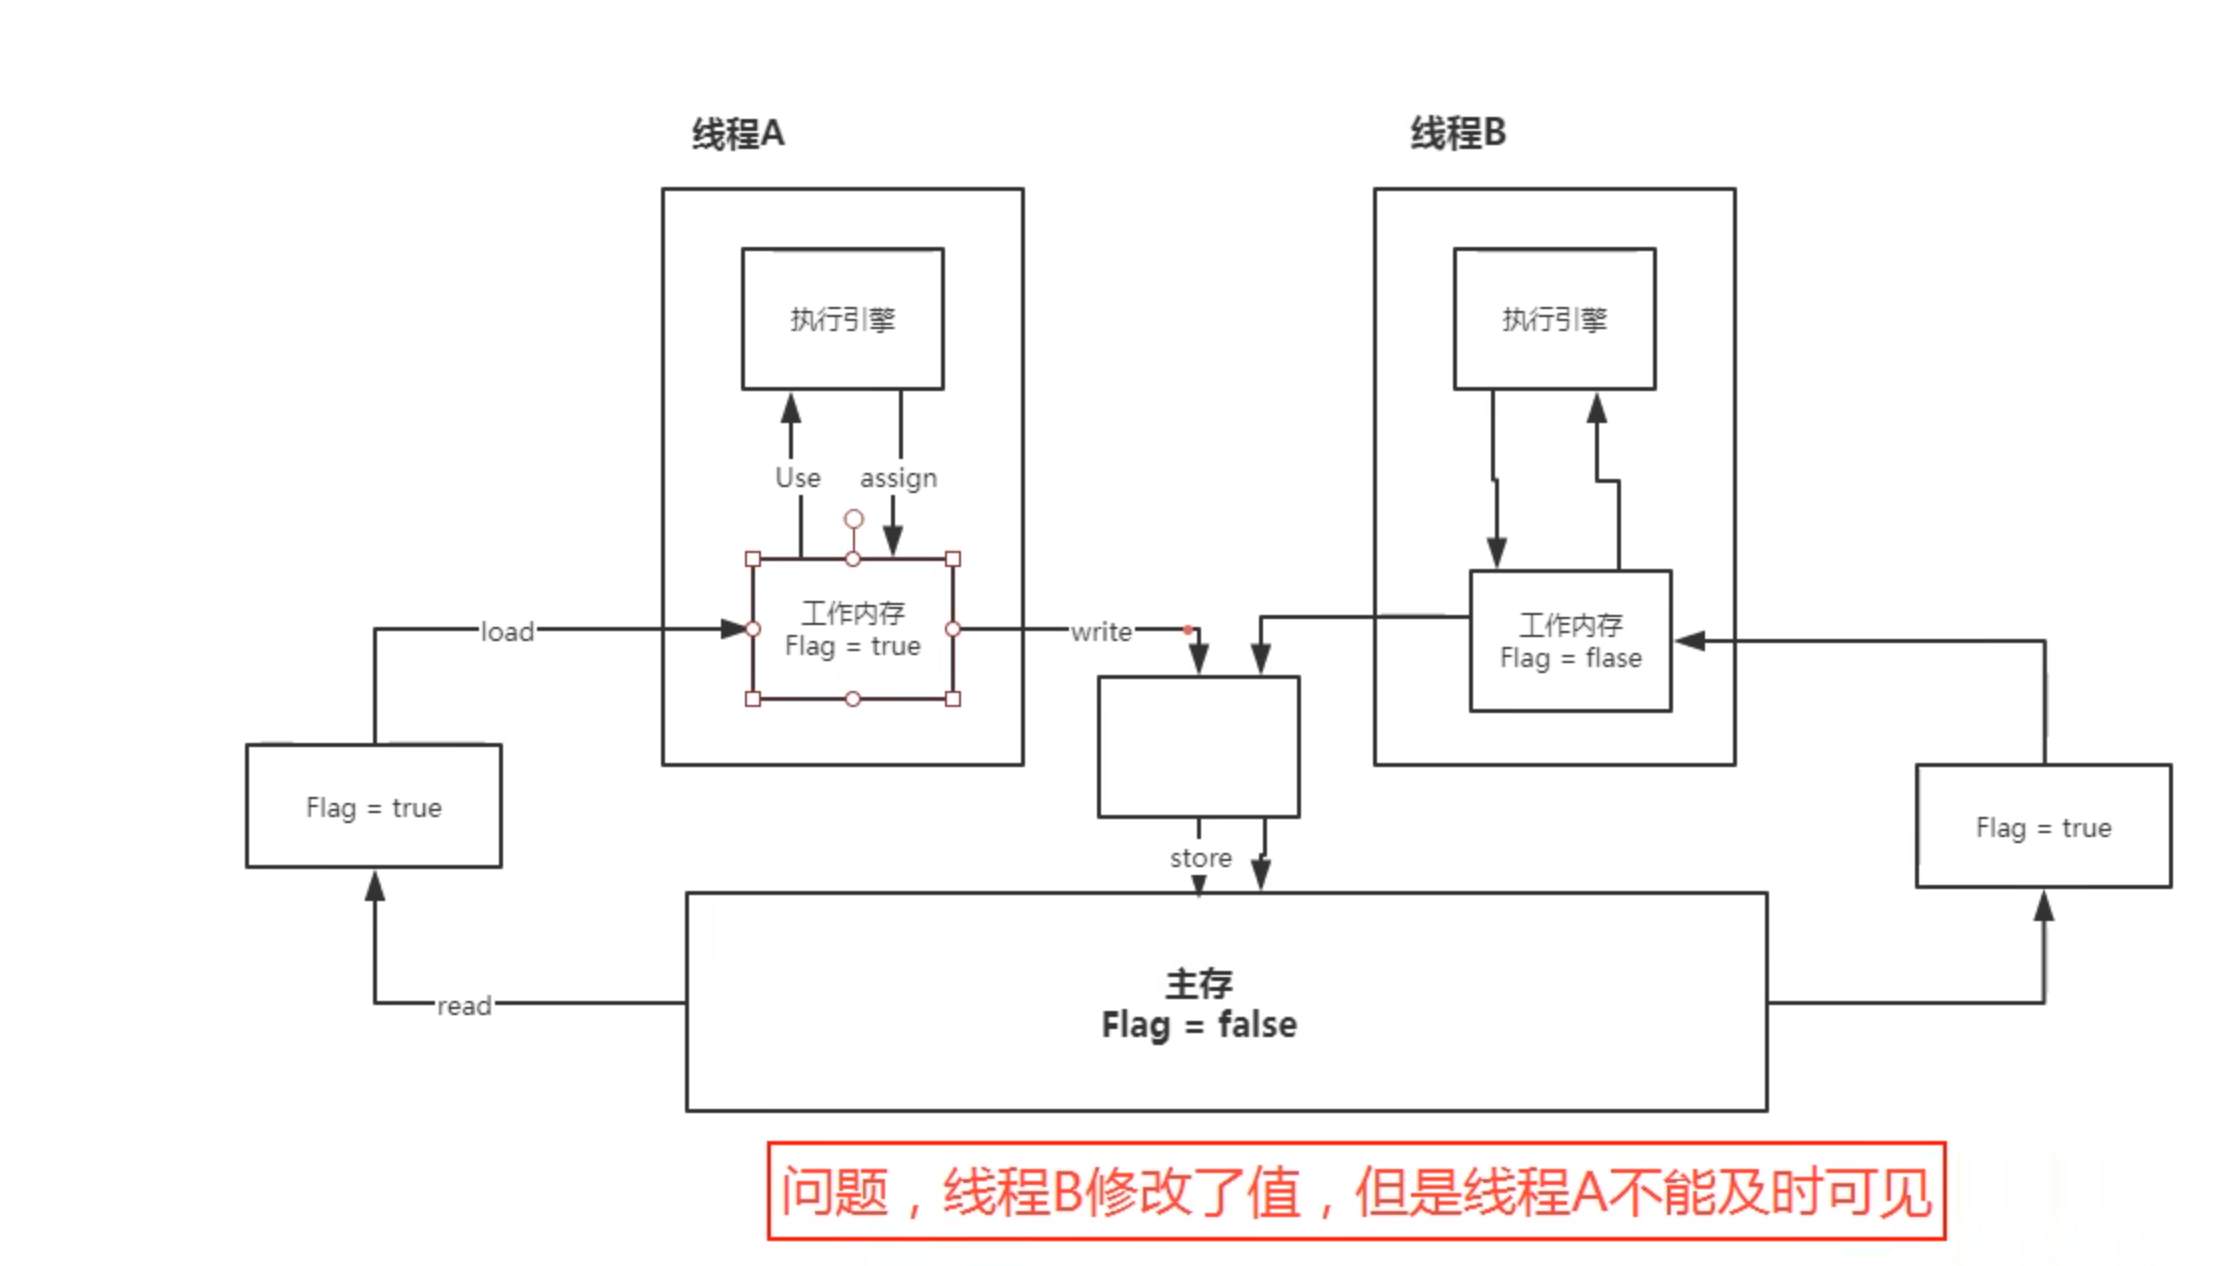 线程A
线程B
执行引擎
执行引擎
Use
assign
工作内存
Flag = true
工作内存
Flag = flase
load
write
Flag = true
Flag = true
store
read
主存
Flag = false
问题，线程B修改了值，但是线程A不能及时可见